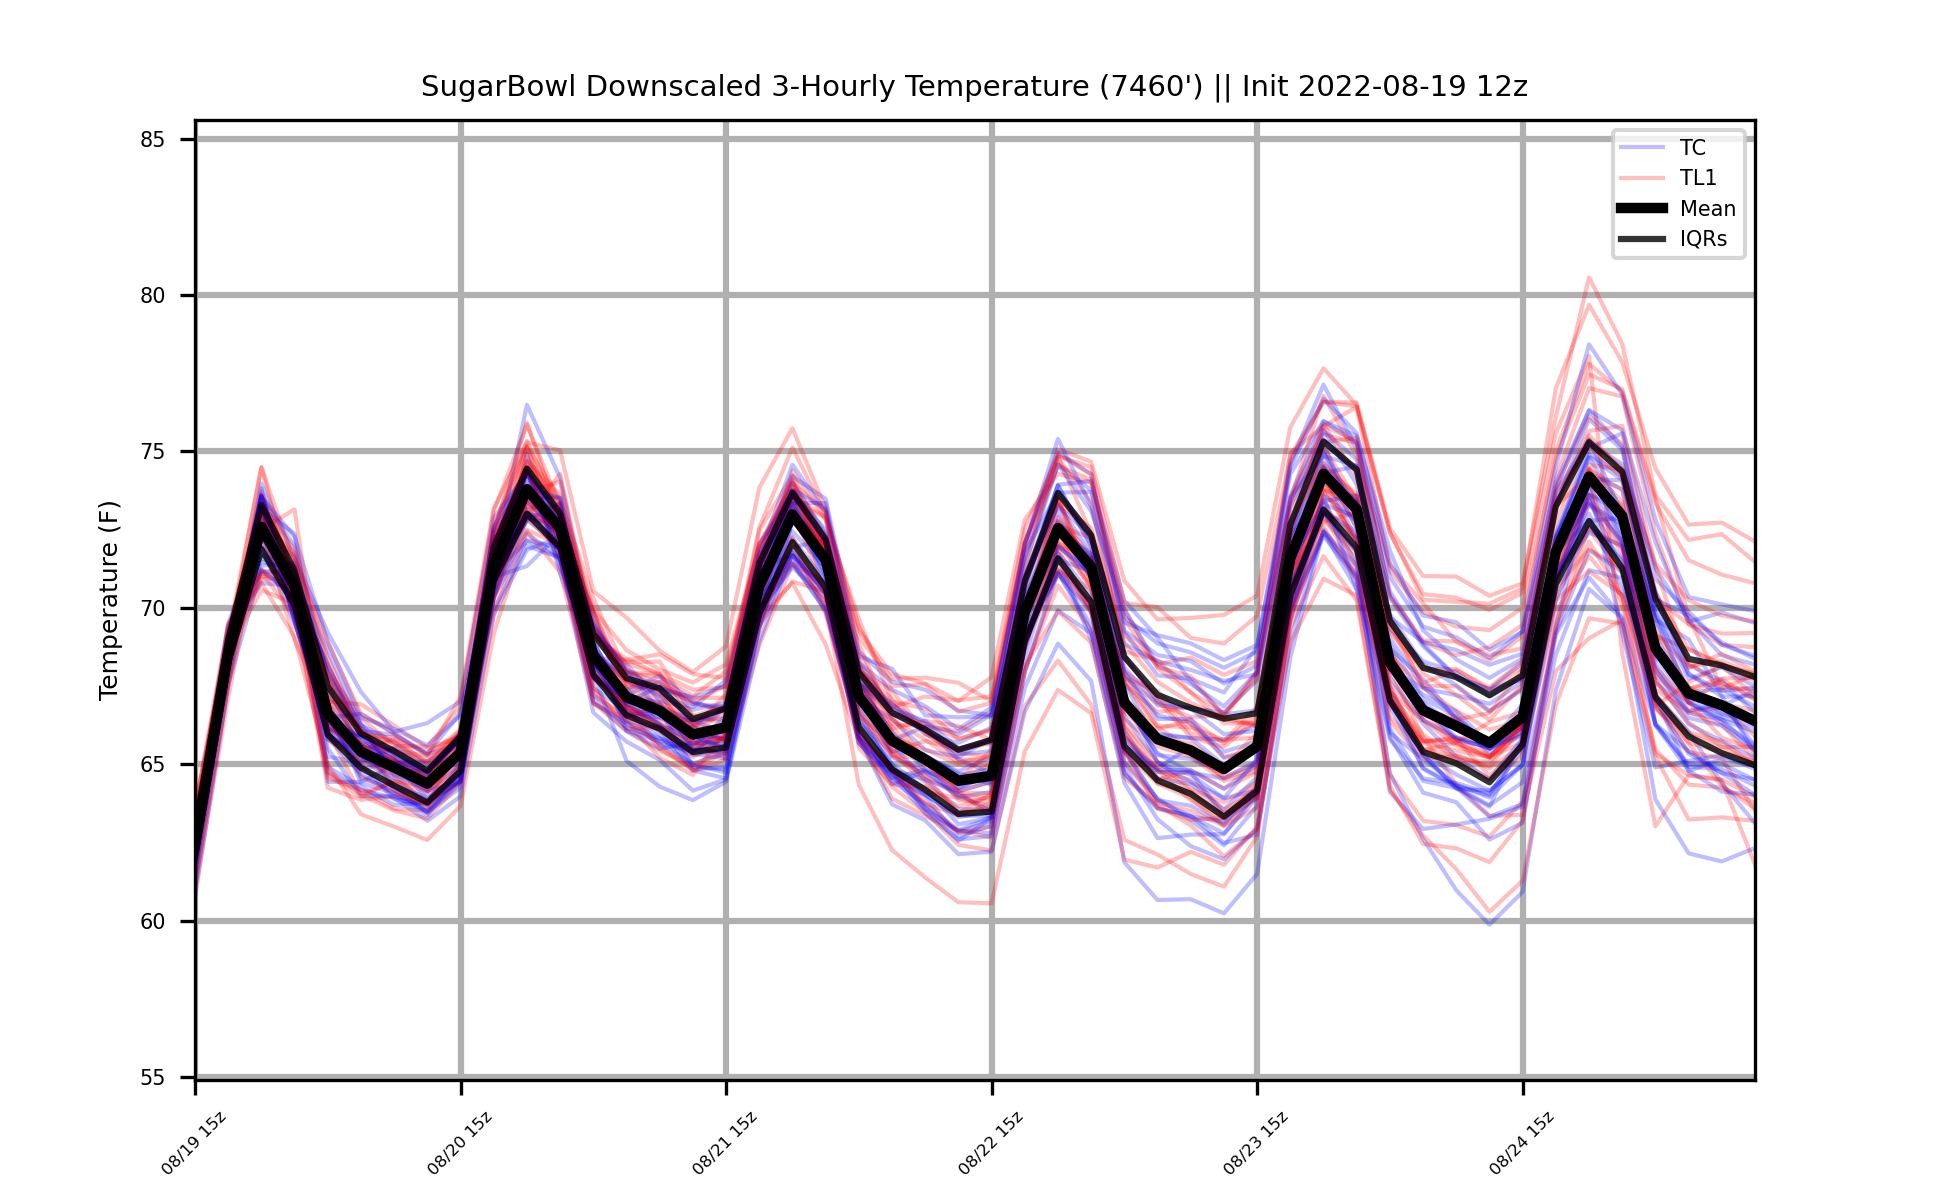 SugarBowl Downscaled 3-Hourly Temperature (7460') || Init 2022-08-19 12z
85
80
75
70
65
60
55
Temperature (F)
TC
TL1
Mean
IQRs
08/19 15z
08/20 15z
08/21 15z
08/22 15z
08/23 15z
08/24 15z